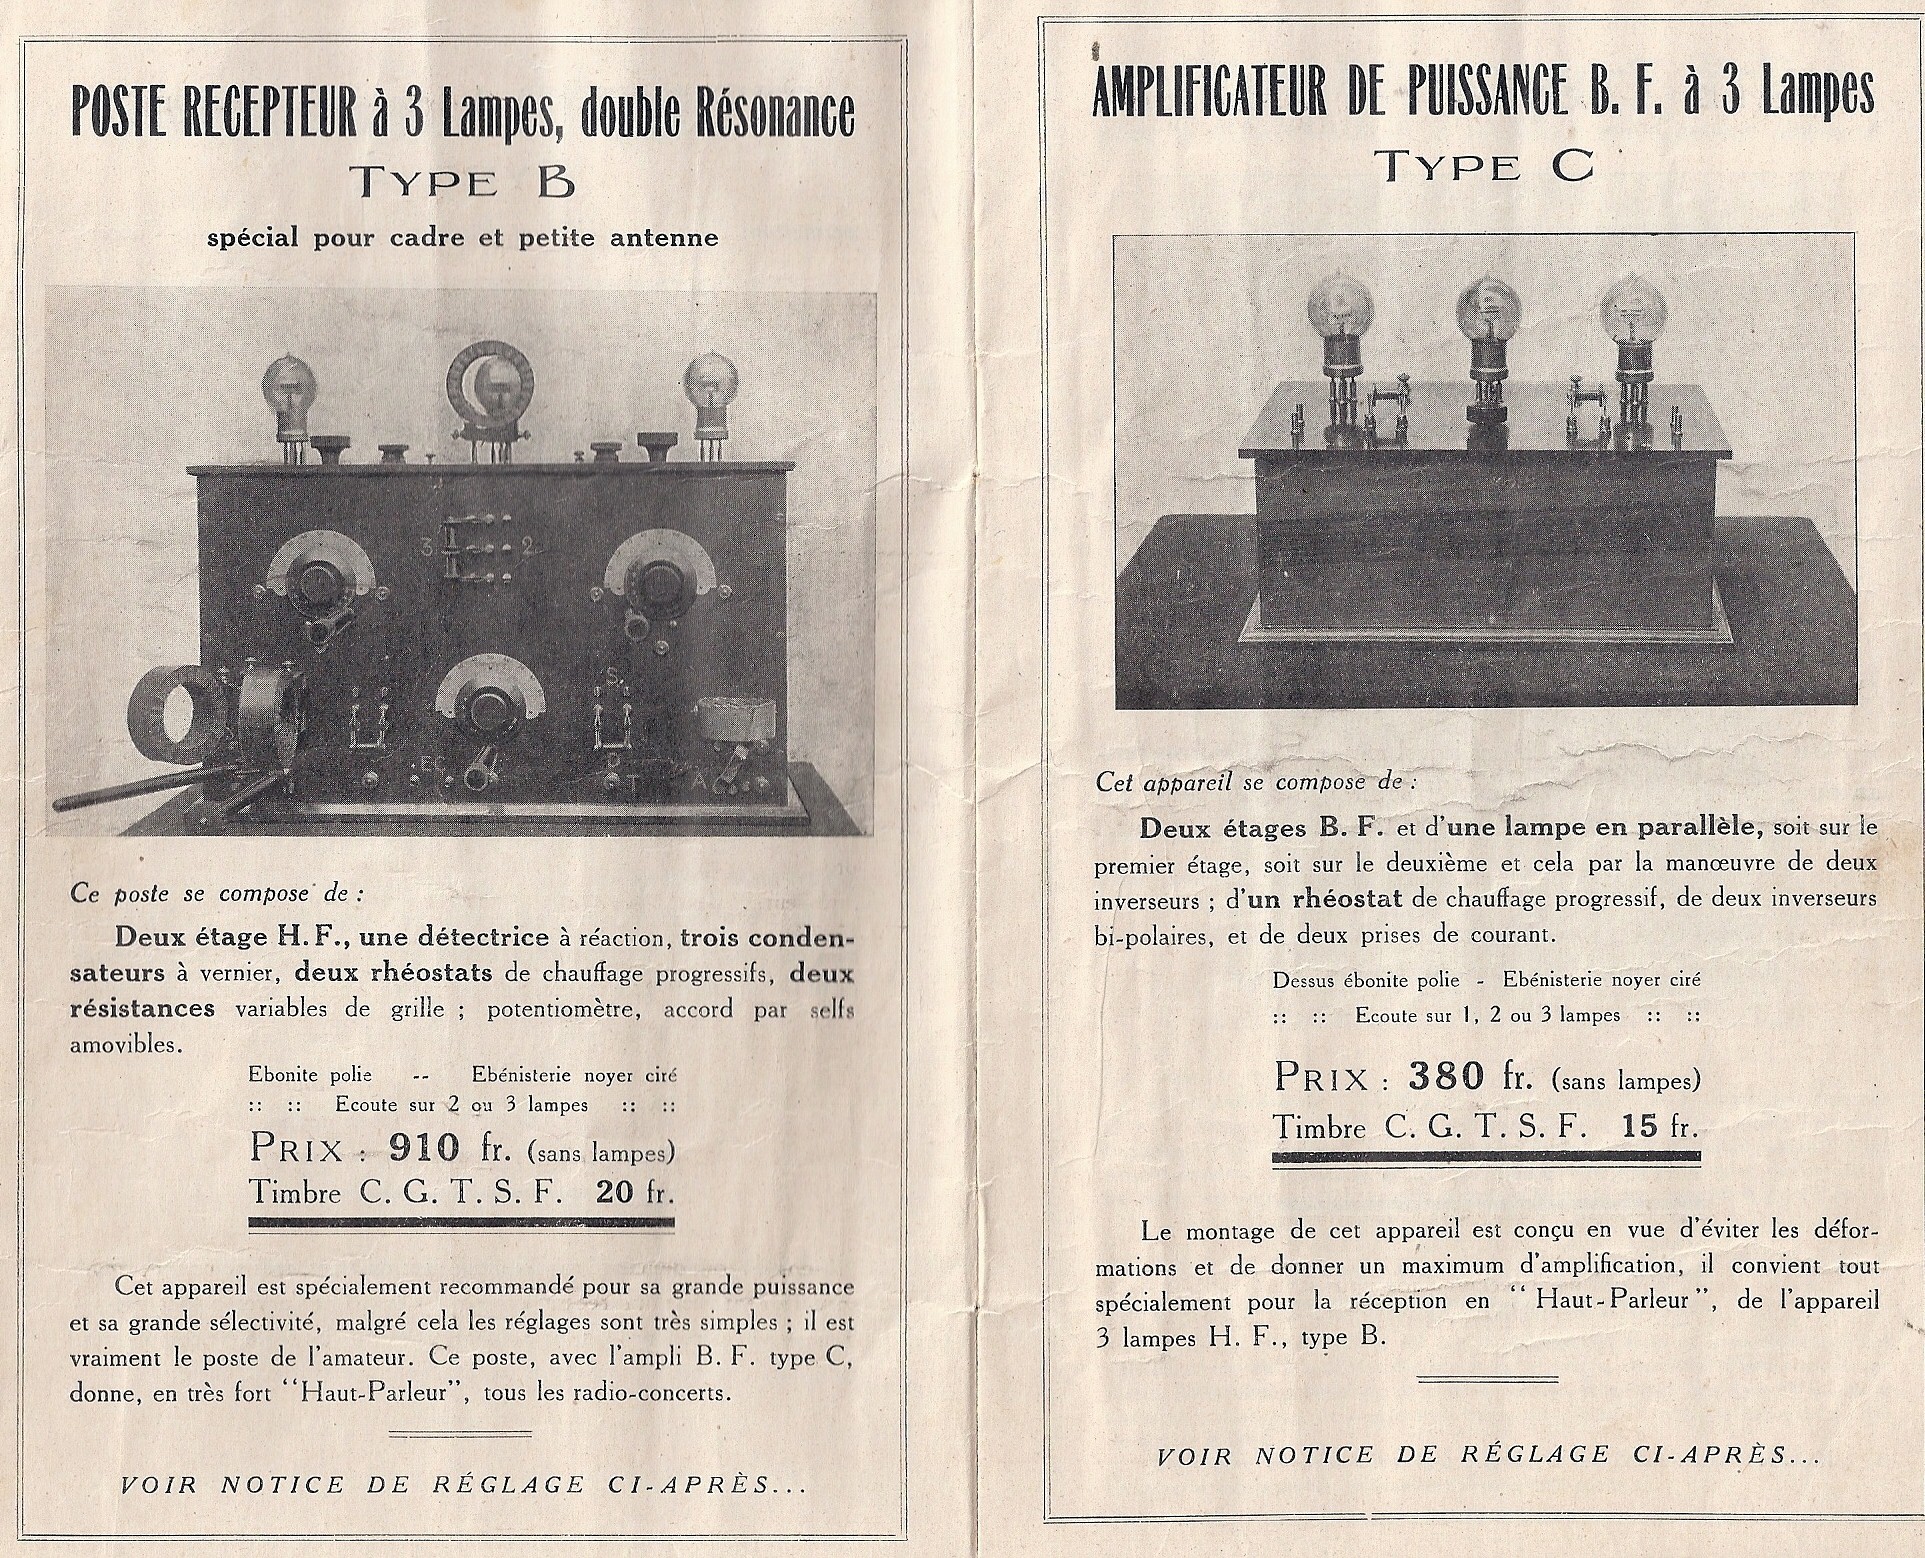 POSTE RECEPTEUR à 3 Lampes, double Résonance
TYPE B
spécial pour cadre et petite antenne
3 2
S.
EC D
T A
Ce poste se compose de :
Deux étage H. F., une détectrice à réaction, trois conden-
sateurs à vernier, deux rhéostats de chauffage progressifs, deux
résistances variables de grille ; potentiomètre, accord par selfs
amovibles.
Ebonite polie -- Ebénisterie noyer ciré
:: :: Ecoute sur 2 ou 3 lampes :: ::
PRIX : 910 fr. (sans lampes)
Timbre C. G. T. S. F. 20 fr.
Cet appareil est spécialement recommandé pour sa grande puissance
et sa grande sélectivité, malgré cela les réglages sont très simples ; il est
vraiment le poste de l'amateur. Ce poste, avec l'ampli B. F. type C,
donne, en très fort "Haut-Parleur", tous les radio-concerts.
VOIR NOTICE DE RÉGLAGE CI-APRÈS...
AMPLIFICATEUR DE PUISSANCE B. F. à 3 Lampes
TYPE C
Cet appareil se compose de :
Deux étages B. F. et d'une lampe en parallèle, soit sur le
premier étage, soit sur le deuxième et cela par la manœuvre de deux
inverseurs ; d'un rhéostat de chauffage progressif, de deux inverseurs
bi-polaires, et de deux prises de courant.
Dessus ébonite polie - Ebénisterie noyer ciré
:: :: Ecoute sur 1, 2 ou 3 lampes :: ::
PRIX : 380 fr. (sans lampes)
Timbre C. G. T. S. F. 15 fr.
Le montage de cet appareil est conçu en vue d'éviter les défor-
mations et de donner un maximum d'amplification, il convient tout
spécialement pour la réception en "Haut-Parleur", de l'appareil
3 lampes H. F., type B.
VOIR NOTICE DE RÉGLAGE CI-APRÈS...